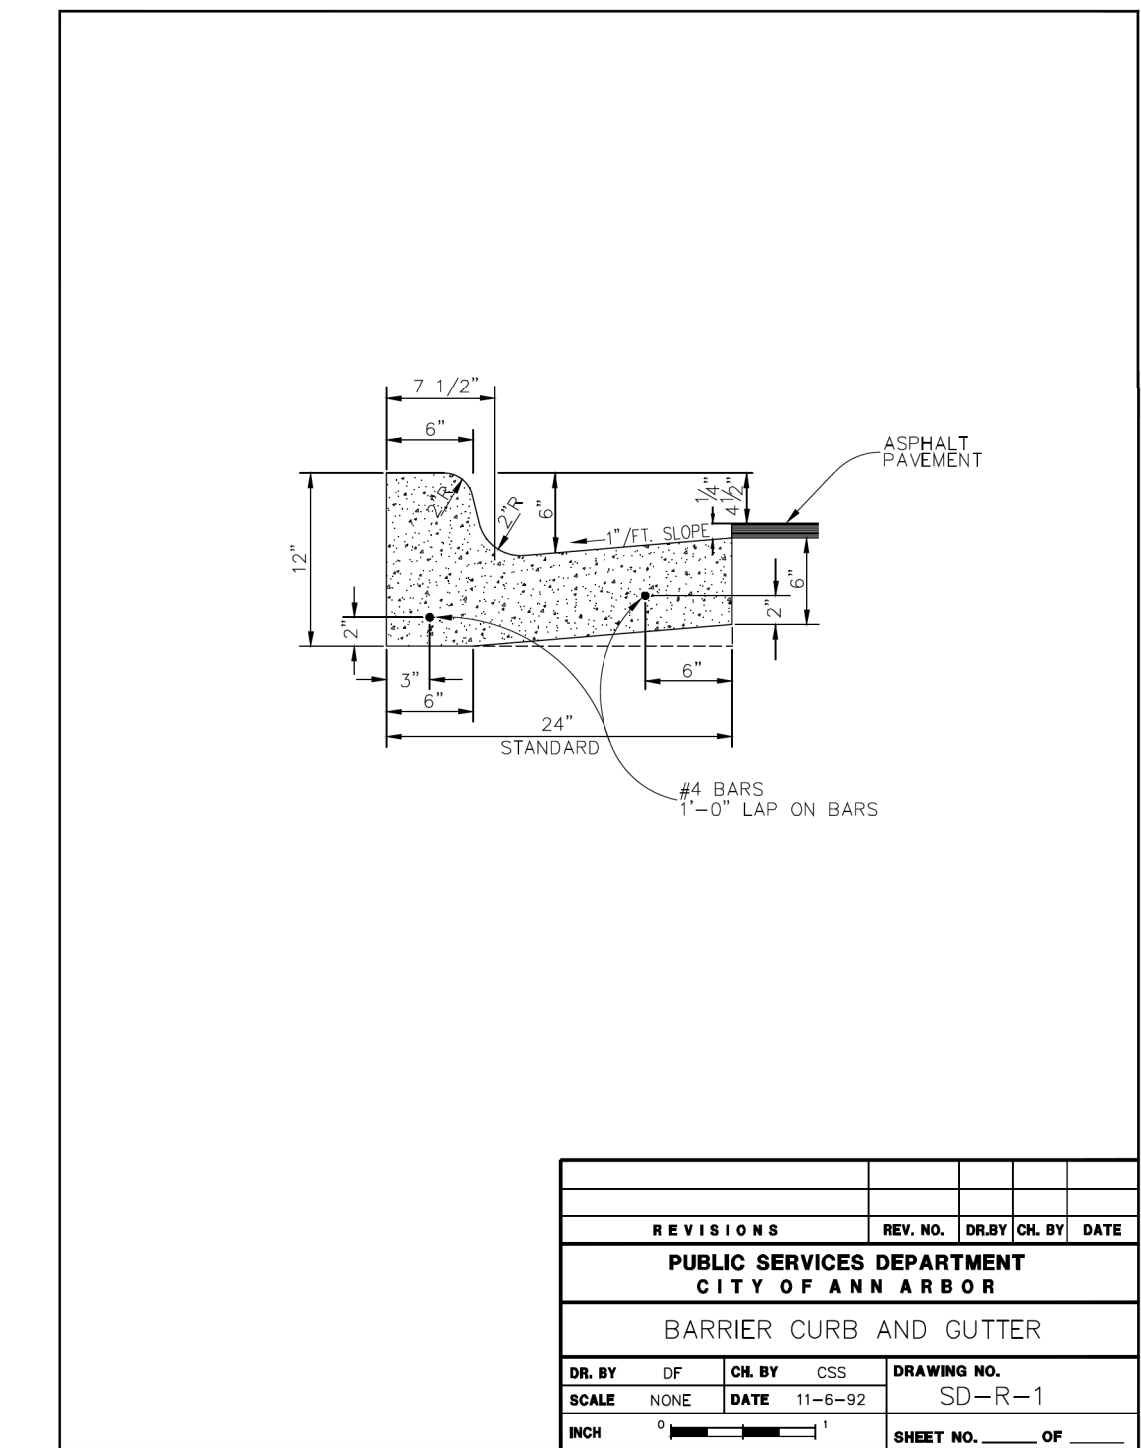 7 1/2"
6"
ASPHALT
PAVEMENT
1/4"
4 1/2"
2"R
2"R
6"
1"/FT. SLOPE
12"
6"
2"
2"
3"
6"
6"
24"
STANDARD
#4 BARS
1'-0" LAP ON BARS
REVISIONS REV. NO. DR.BY CH. BY DATE
PUBLIC SERVICES DEPARTMENT
CITY OF ANN ARBOR
BARRIER CURB AND GUTTER
DR. BY DF CH. BY CSS DRAWING NO.
SCALE NONE DATE 11-6-92 SD-R-1
INCH 0 1 SHEET NO. ______ OF ______